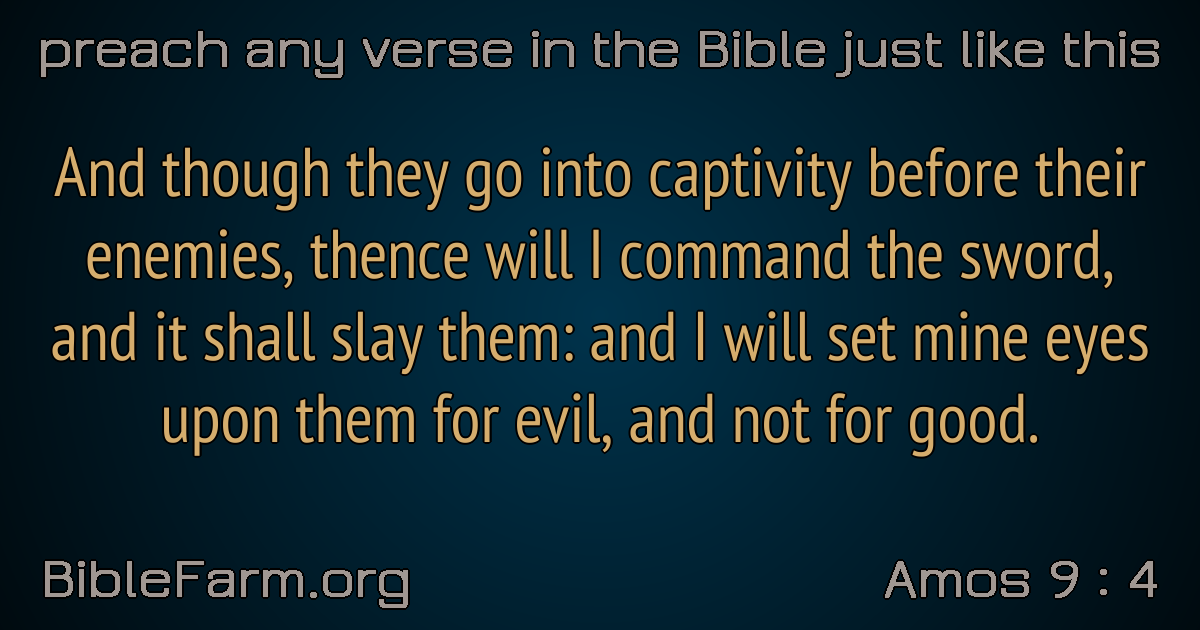 preach any verse in the Bible just like this
And though they go into captivity before their
enemies, thence will I command the sword,
and it shall slay them: and I will set mine eyes
upon them for evil, and not for good.
BibleFarm.org
Amos 9 : 4